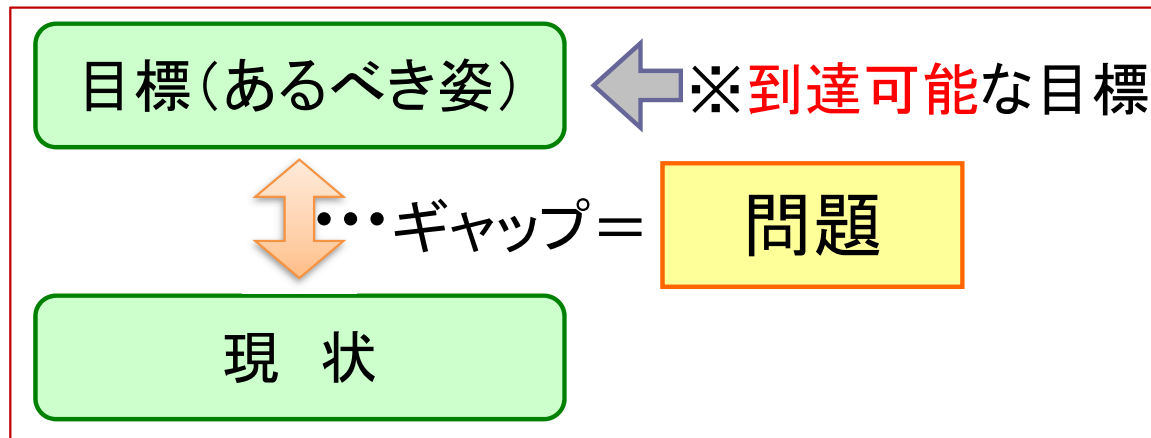 目標（あるべき姿）
※到達可能な目標
…ギャップ＝
問題
現　状